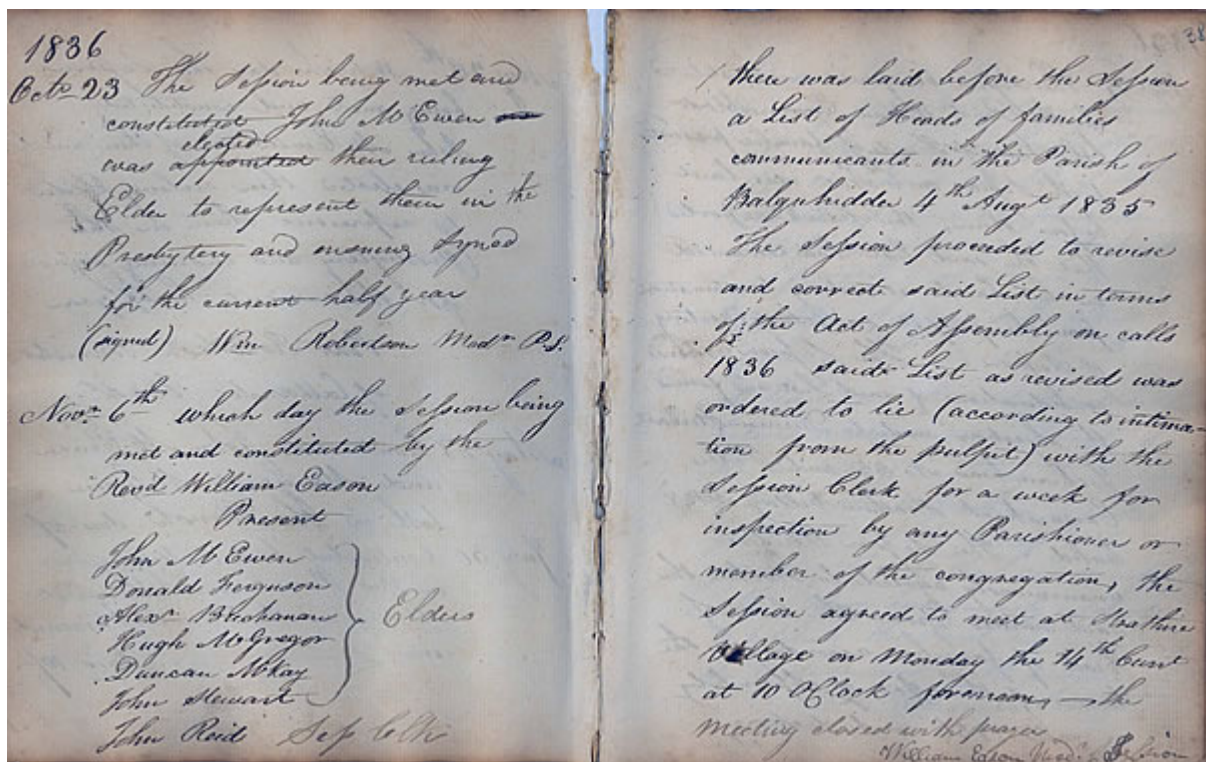 1836
Octr 23 The Session being met and
constituted John McEwen
elected
was appointed their ruling
Elder to represent them in the
Presbytery and ensuing Synod
for the current half year
(signed) Wm Robertson Modr P.S.
Novr 6th which day the Session being
met and constituted by the
Revd William Eason
Present
John McEwen
Donald Ferguson
Alexr Buchanan
Hugh McGregor
Duncan McKay
John Stewart
Elders
John Reid Sess Clk
38
there was laid before the Session
a List of Heads of families
communicants in the Parish of
Balquhidder 4th Augt 1835
The Session proceeded to revise
and correct said List in terms
of the Act of Assembly on calls
1836 said List as revised was
ordered to lie (according to intima-
tion from the pulpit) with the
Session Clerk for a week for
inspection by any Parishioner or
member of the congregation, the
Session agreed to meet at Strathire
Village on Monday the 14th Curnt
at 10 OClock forenoon, — the
meeting closed with prayer
William Eason Modr Session